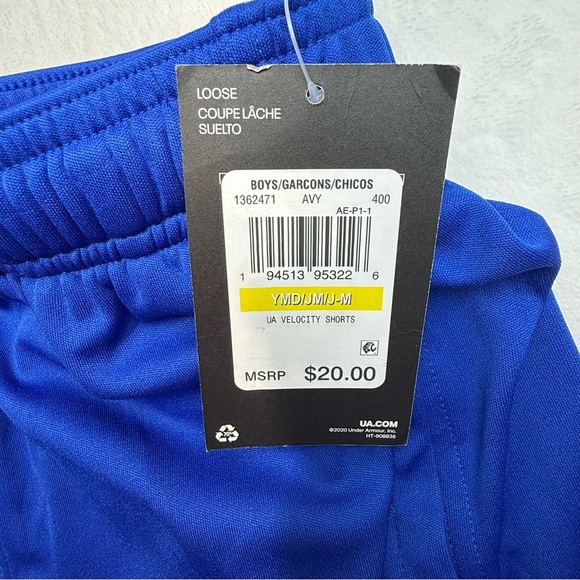 LOOSE
COUPE LÂCHE
SUELTO
BOYS/GARCONS/CHICOS
1362471 AVY 400
AE-P1-1
1 94513 95322 6
YMD/JM/J-M
UA VELOCITY SHORTS
MSRP $20.00
UA.COM
©2020 Under Armour, Inc.
HT-908836